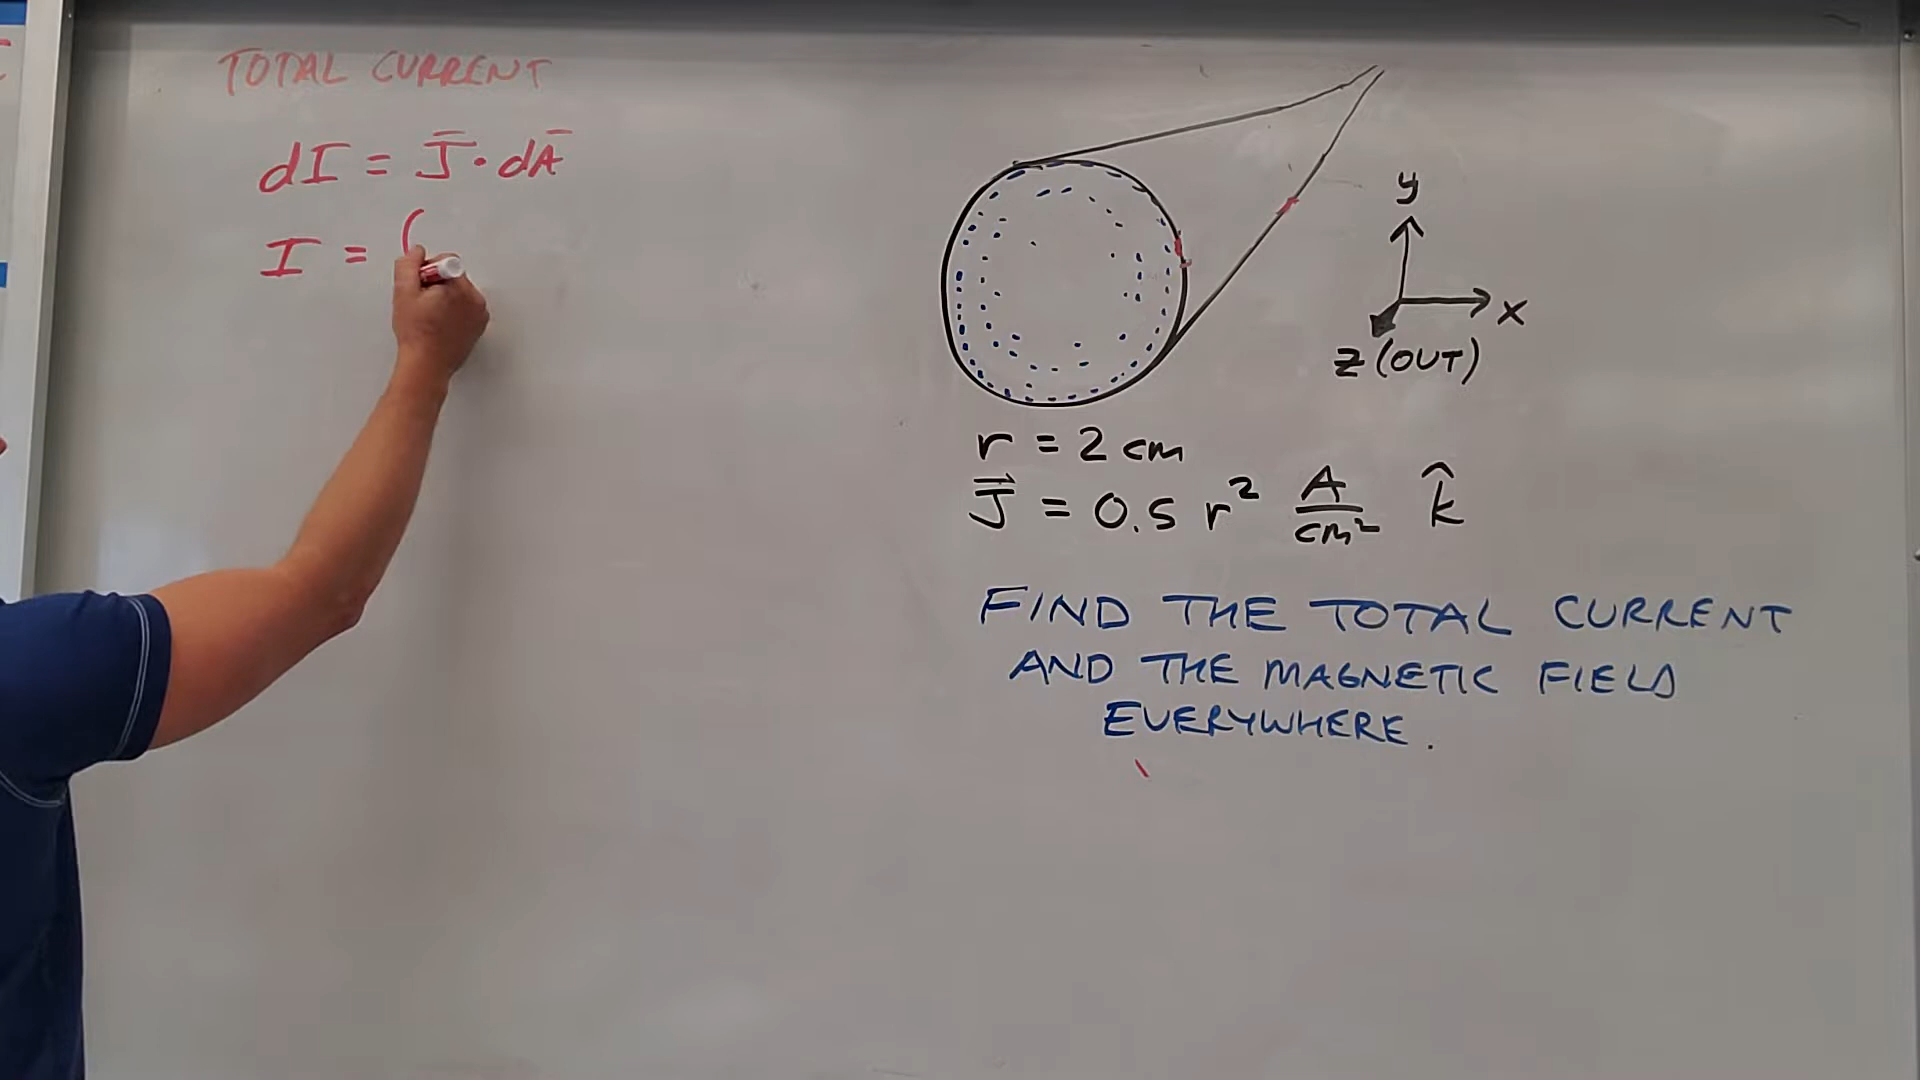 TOTAL CURRENT
dI = J̅ · dA̅
I = ∫
y
x
z (OUT)
r = 2 cm
J⃗ = 0.5 r² A/cm² k̂
FIND THE TOTAL CURRENT
AND THE MAGNETIC FIELD
EVERYWHERE.